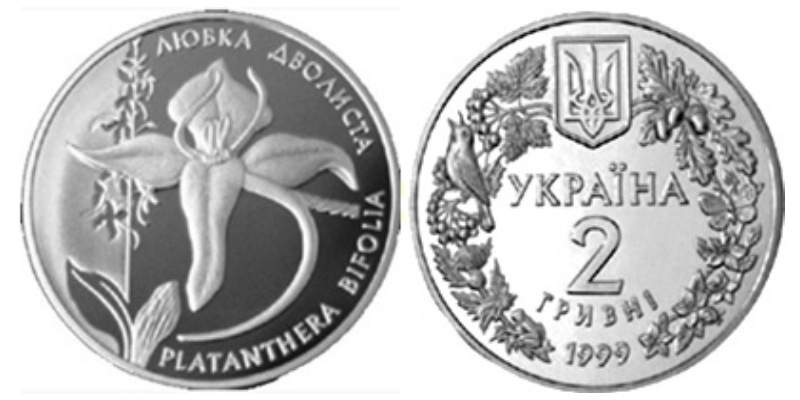 ЛЮБКА ДВОЛИСТА
PLATANTHERA BIFOLIA
УКРАЇНА
2
ГРИВНІ
1999